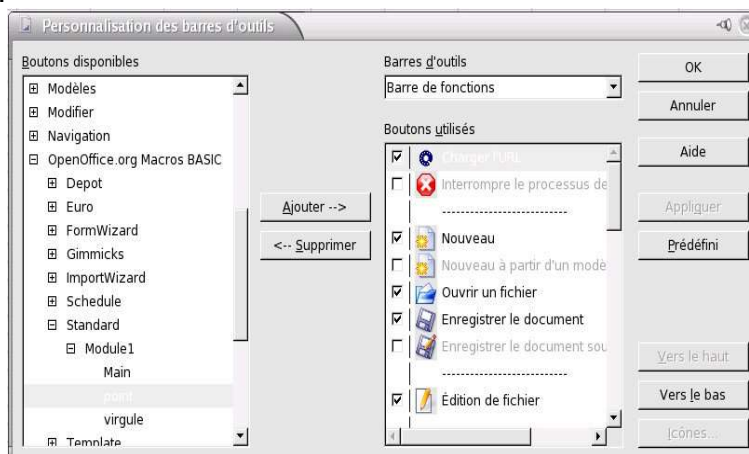 Personnalisation des barres d'outils
Boutons disponibles
Modèles
Modifier
Navigation
OpenOffice.org Macros BASIC
Depot
Euro
FormWizard
Gimmicks
ImportWizard
Schedule
Standard
Module1
Main
point
virgule
Template
Ajouter -->
<-- Supprimer
Barres d'outils
Barre de fonctions
Boutons utilisés
Charger l'URL
Interrompre le processus de
--------------------------
Nouveau
Nouveau à partir d'un modè
Ouvrir un fichier
Enregistrer le document
Enregistrer le document sou
--------------------------
Édition de fichier
OK
Annuler
Aide
Appliquer
Prédéfini
Vers le haut
Vers le bas
Icônes...